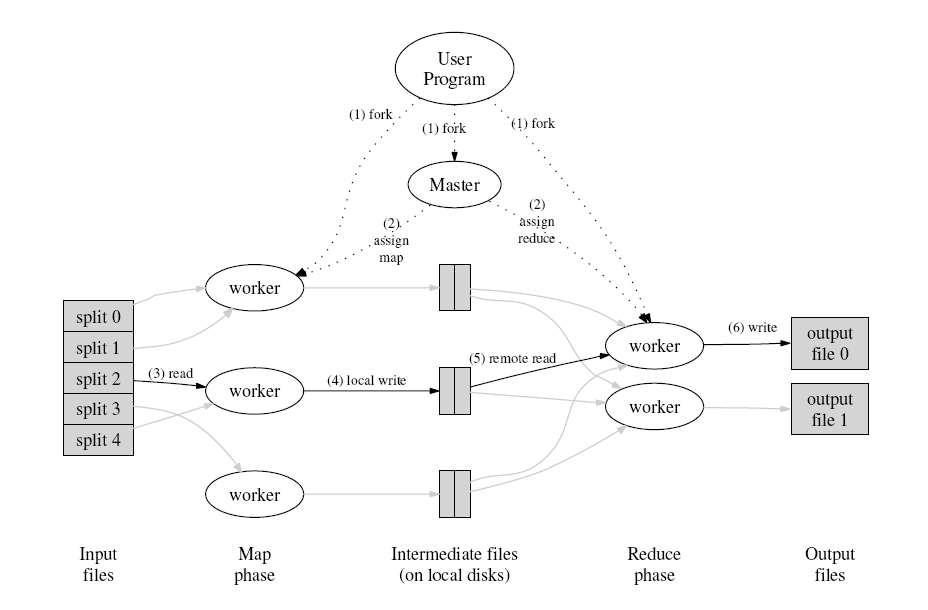 User
Program
(1) fork
(1) fork
(1) fork
Master
(2)
assign
map
(2)
assign
reduce
split 0
split 1
split 2
split 3
split 4
worker
worker
worker
(3) read
(4) local write
(5) remote read
worker
worker
(6) write
output
file 0
output
file 1
Input
files
Map
phase
Intermediate files
(on local disks)
Reduce
phase
Output
files